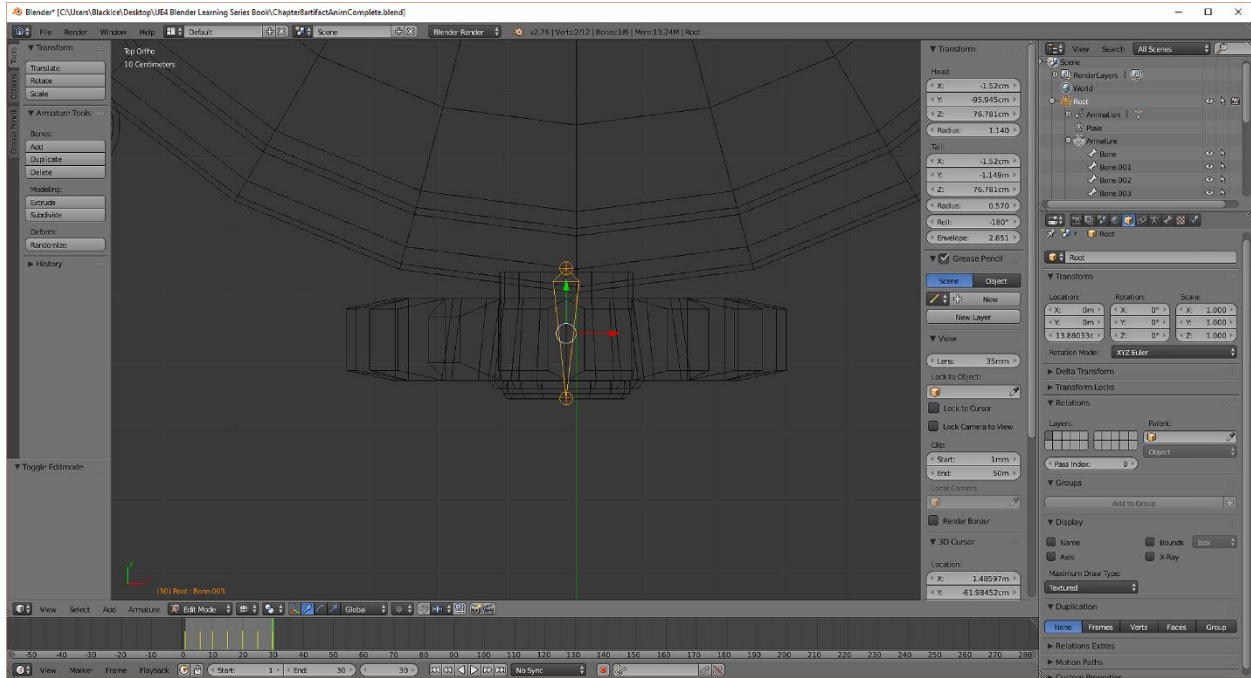 Blender* [C:\Users\BlackIce\Desktop\UE4 Blender Learning Series Book\Chapter8artifactAnimComplete.blend]
File Render Window Help Default Scene Blender Render v2.76 | Verts:2/12 | Bones:1/6 | Mem:13.24M | Root
Tools
Options
Grease Pencil
Transform
Translate
Rotate
Scale
Armature Tools
Bones:
Add
Duplicate
Delete
Modeling:
Extrude
Subdivide
Deform:
Randomize
History
Toggle Editmode
Top Ortho
10 Centimeters
(30) Root : Bone.005
Transform
Head:
X: -1.52cm
Y: -95.945cm
Z: 76.781cm
Radius: 1.140
Tail:
X: -1.52cm
Y: -1.149m
Z: 76.781cm
Radius: 0.570
Roll: -180°
Envelope: 2.851
Grease Pencil
Scene Object
New
New Layer
View
Lens: 35mm
Lock to Object:
Lock to Cursor
Lock Camera to View
Clip:
Start: 1mm
End: 50m
Local Camera:
Render Border
3D Cursor
Location:
X: 1.48597m
Y: -61.98452cm
View Search All Scenes
Scene
RenderLayers
World
Root
Animation
Pose
Armature
Bone
Bone.001
Bone.002
Bone.003
Root
Root
Transform
Location: Rotation: Scale:
X: 0m X: 0° X: 1.000
Y: 0m Y: 0° Y: 1.000
13.88033c Z: 0° Z: 1.000
Rotation Mode: XYZ Euler
Delta Transform
Transform Locks
Relations
Layers: Parent:
Object
Pass Index: 0
Groups
Add to Group
Display
Name Bounds Box
Axis X-Ray
Maximum Draw Type:
Textured
Duplication
None Frames Verts Faces Group
Relations Extras
Motion Paths
Custom Properties
View Select Add Armature Edit Mode Global
-50 -40 -30 -20 -10 0 10 20 30 40 50 60 70 80 90 100 110 120 130 140 150 160 170 180 190 200 210 220 230 240 250 260 270 280
View Marker Frame Playback Start: 1 End: 30 30 No Sync